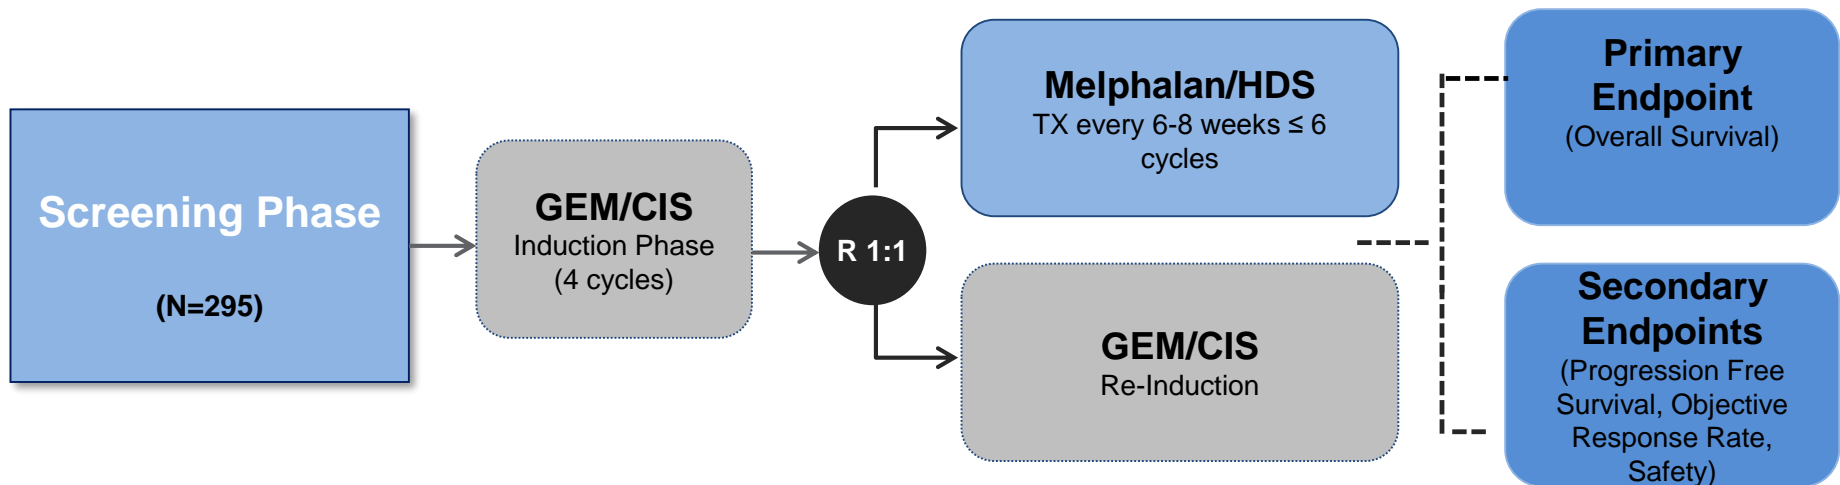 Screening Phase
(N=295)
GEM/CIS
Induction Phase
(4 cycles)
R 1:1
Melphalan/HDS
TX every 6-8 weeks ≤ 6
cycles
GEM/CIS
Re-Induction
Primary
Endpoint
(Overall Survival)
Secondary
Endpoints
(Progression Free
Survival, Objective
Response Rate,
Safety)